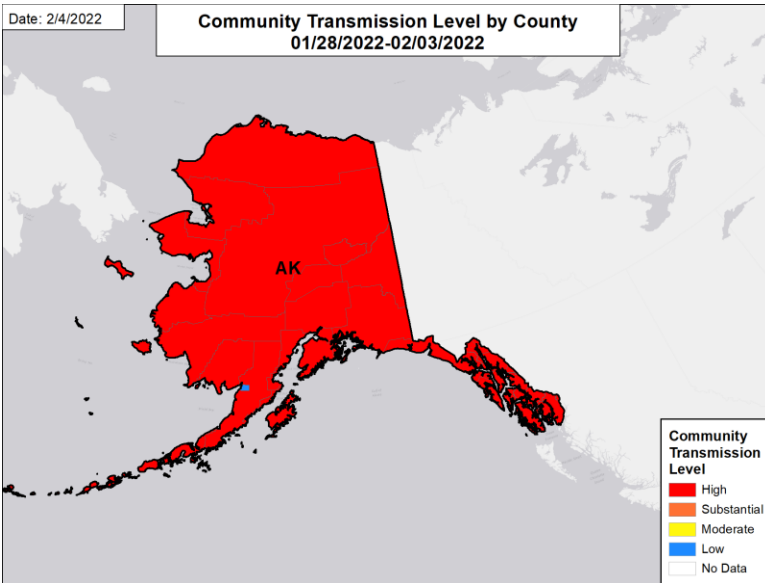 Date: 2/4/2022
Community Transmission Level by County
01/28/2022-02/03/2022
AK
Community
Transmission
Level
High
Substantial
Moderate
Low
No Data